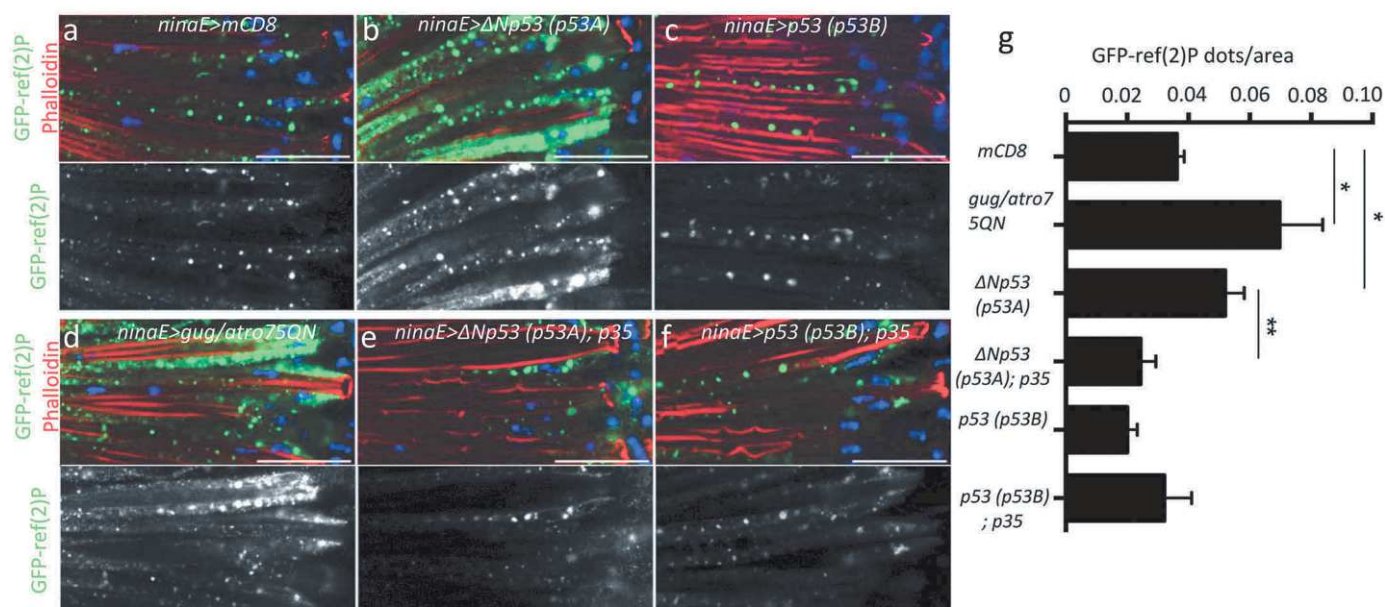 a ninaE>mCD8
b ninaE>ΔNp53 (p53A)
c ninaE>p53 (p53B)
GFP-ref(2)P
Phalloidin
GFP-ref(2)P
d ninaE>gug/atro75QN
e ninaE>ΔNp53 (p53A); p35
f ninaE>p53 (p53B); p35
GFP-ref(2)P
Phalloidin
GFP-ref(2)P
g
GFP-ref(2)P dots/area
0 0.02 0.04 0.06 0.08 0.10
mCD8
gug/atro7
5QN
ΔNp53
(p53A)
ΔNp53
(p53A); p35
p53 (p53B)
p53 (p53B)
; p35
*
*
**